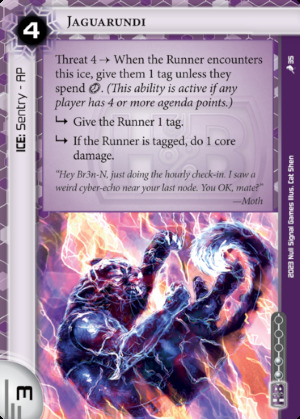 4
JAGUARUNDI
Threat 4 → When the Runner encounters
this ice, give them 1 tag unless they
spend . (This ability is active if any
player has 4 or more agenda points.)
↳ Give the Runner 1 tag.
↳ If the Runner is tagged, do 1 core
damage.
"Hey Br3n-N, just doing the hourly check-in. I saw a
weird cyber-echo near your last node. You OK, mate?"
—Moth
ICE: Sentry - AP
35
2023 Null Signal Games Illus. Cat Shen
3